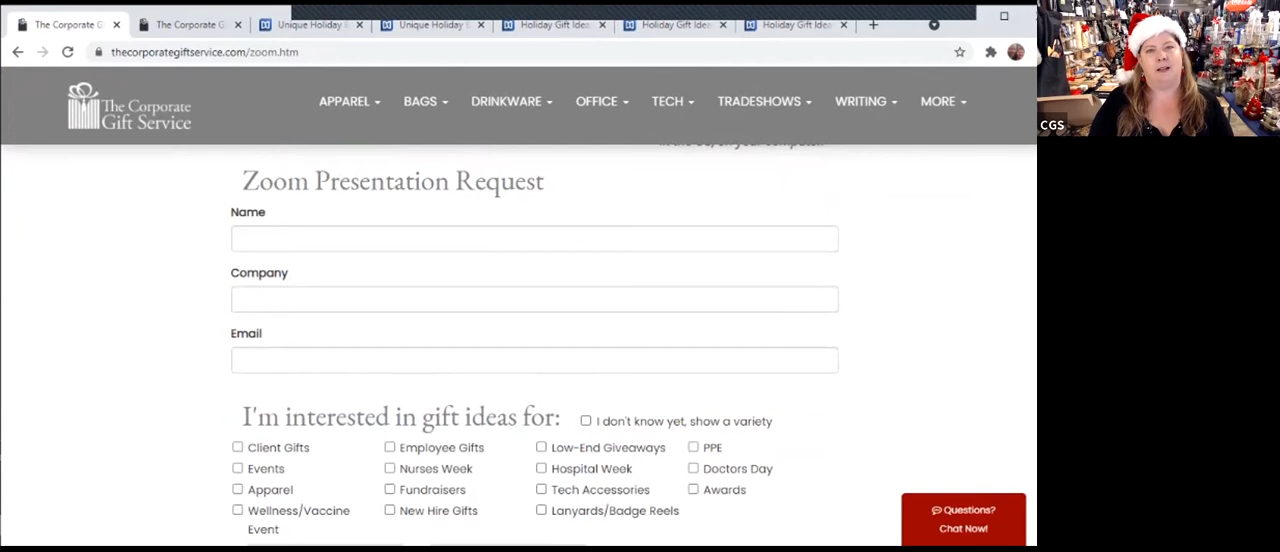 The Corporate G
The Corporate G
Unique Holiday
Unique Holiday
Holiday Gift Idea
Holiday Gift Idea
Holiday Gift Idea
thecorporategiftservice.com/zoom.htm
The Corporate
Gift Service
APPAREL
BAGS
DRINKWARE
OFFICE
TECH
TRADESHOWS
WRITING
MORE
CGS
Zoom Presentation Request
Name
Company
Email
I'm interested in gift ideas for:
I don't know yet, show a variety
Client Gifts
Employee Gifts
Low-End Giveaways
PPE
Events
Nurses Week
Hospital Week
Doctors Day
Apparel
Fundraisers
Tech Accessories
Awards
Wellness/Vaccine
Event
New Hire Gifts
Lanyards/Badge Reels
Questions?
Chat Now!